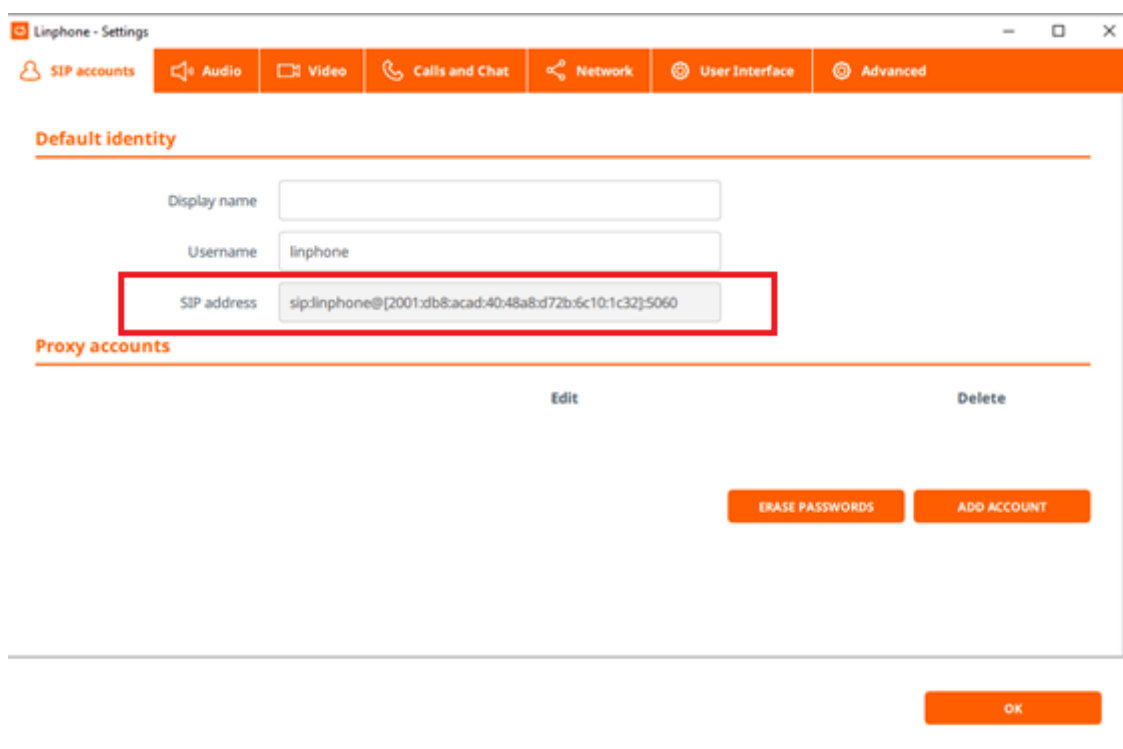 Linphone - Settings
SIP accounts Audio Video Calls and Chat Network User Interface Advanced
Default identity
Display name
Username linphone
SIP address sip:linphone@[2001:db8:acad:40:48a8:d72b:6c10:1c32]:5060
Proxy accounts
Edit Delete
ERASE PASSWORDS ADD ACCOUNT
OK